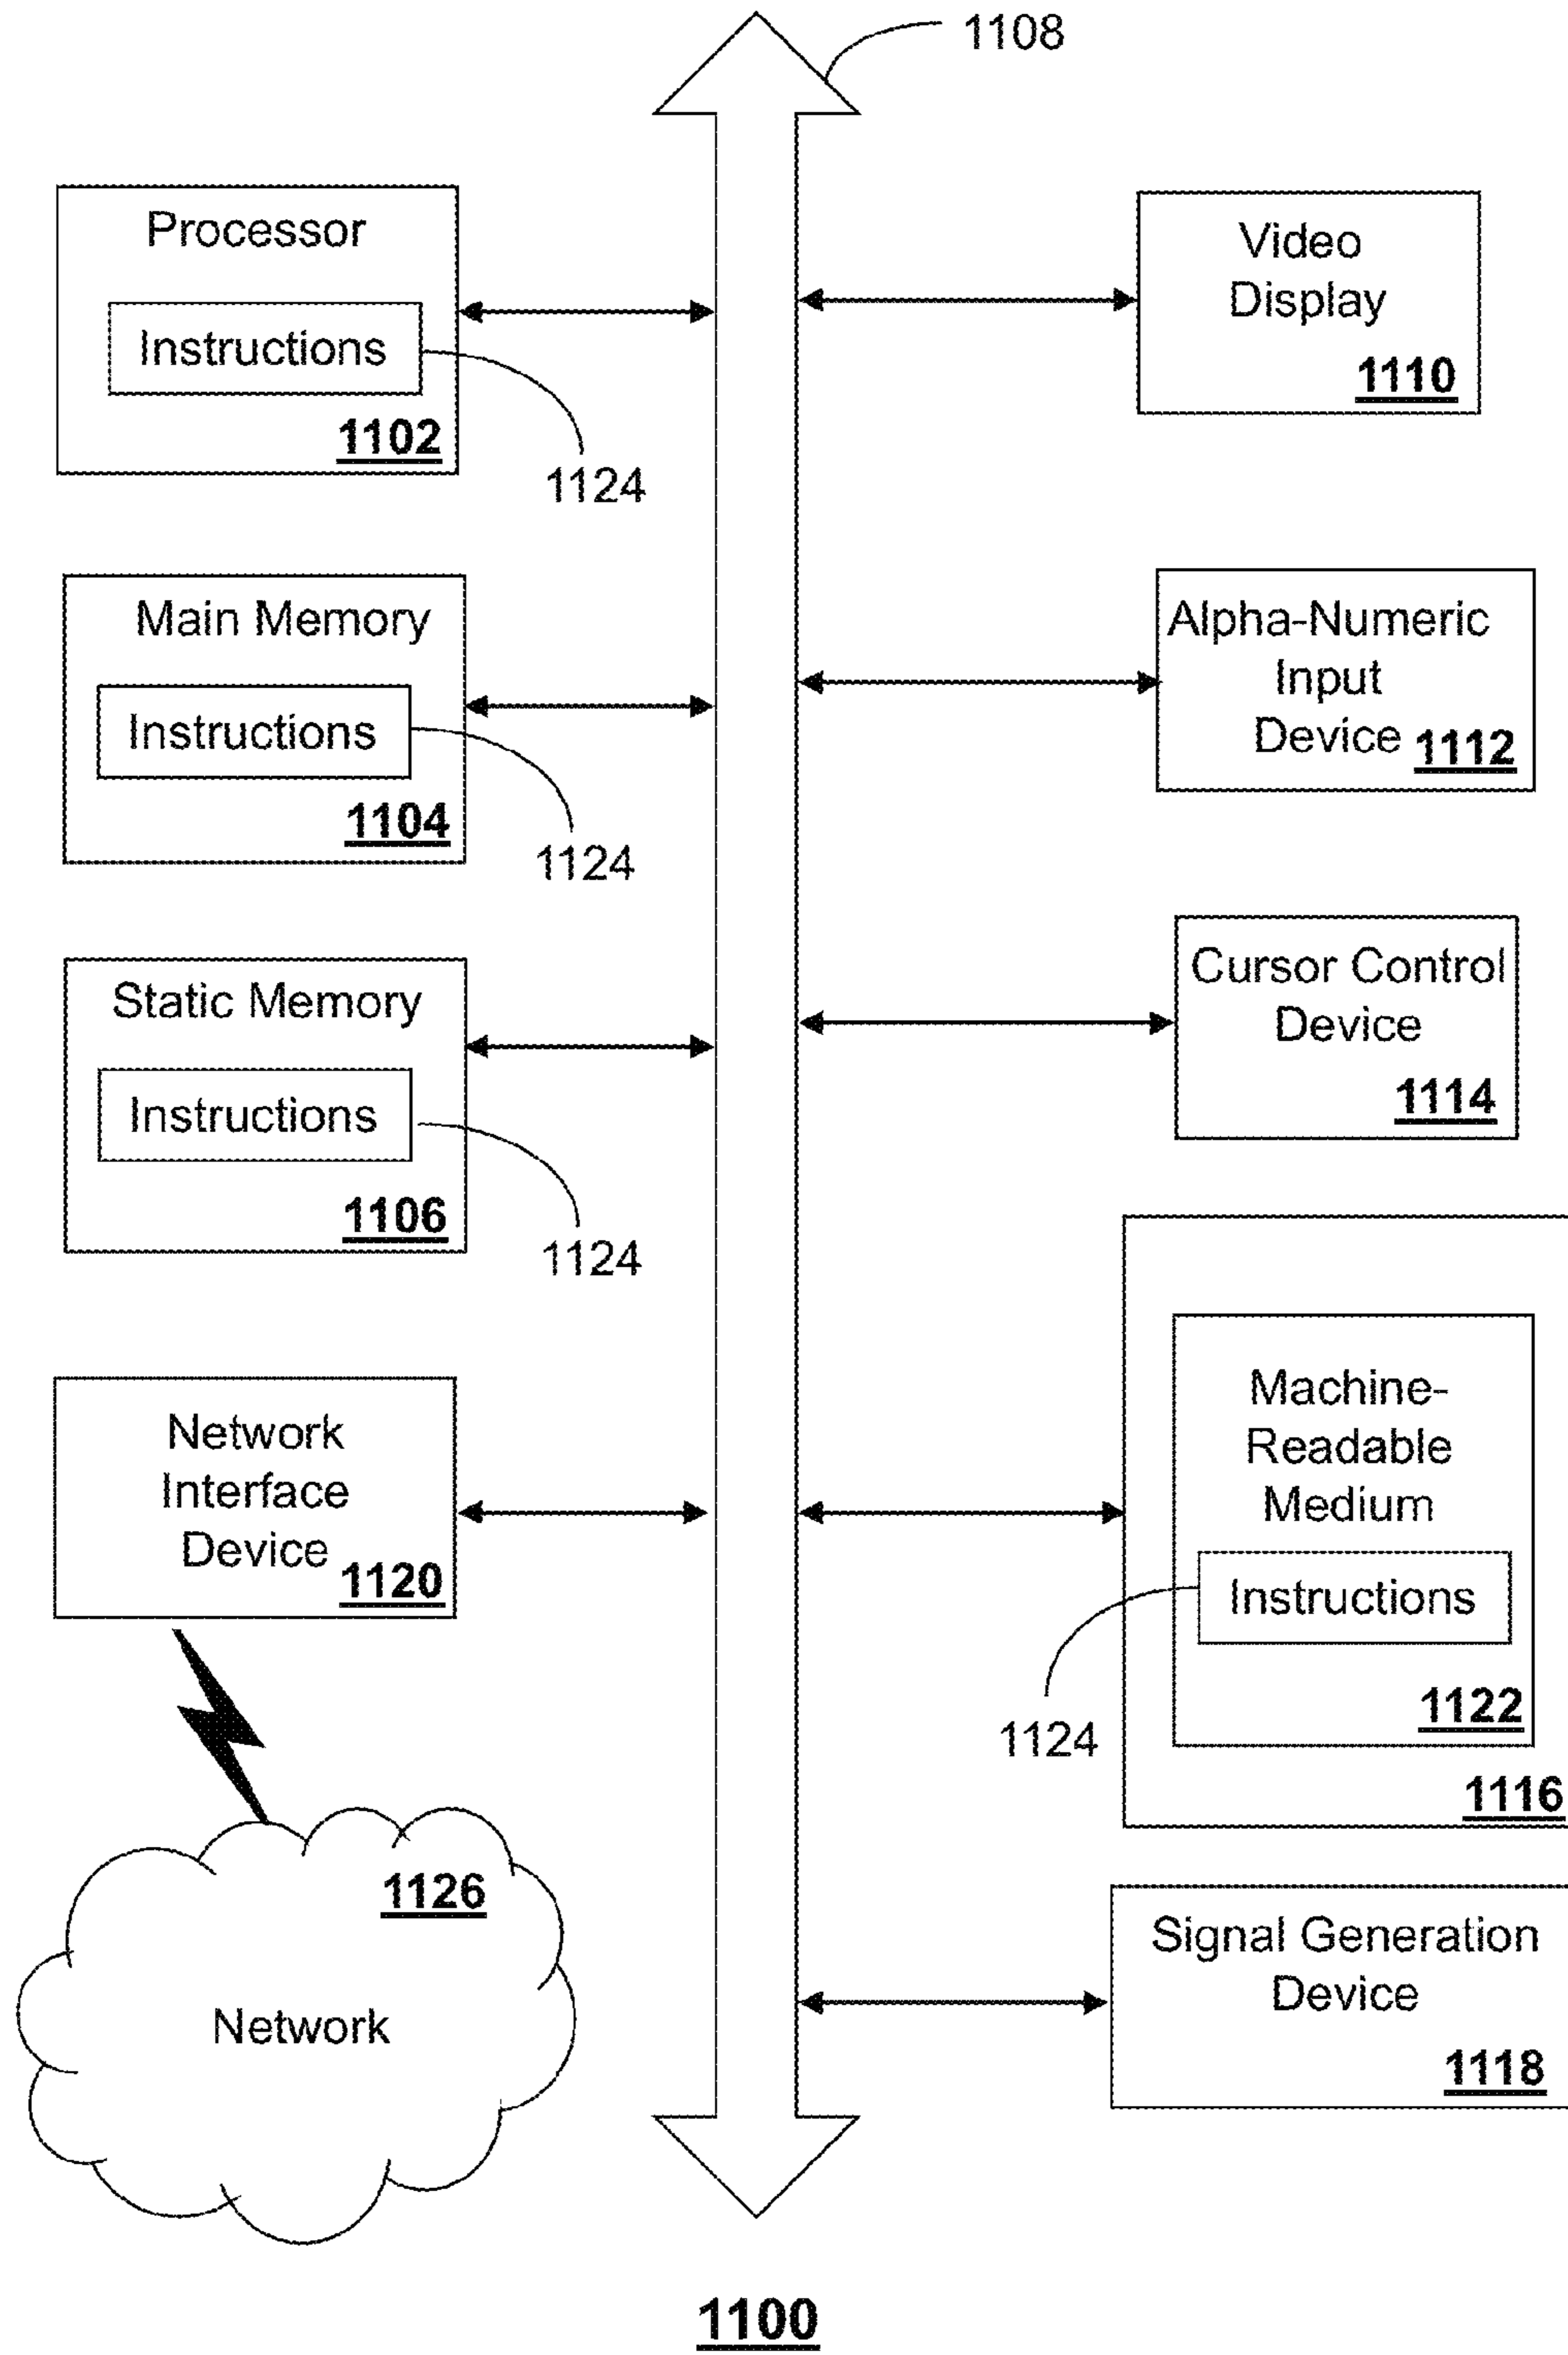 1108
Processor
Instructions
1102
1124
Main Memory
Instructions
1104
1124
Static Memory
Instructions
1106
1124
Network
Interface
Device
1120
1126
Network
Video
Display
1110
Alpha-Numeric
Input
Device 1112
Cursor Control
Device
1114
Machine-
Readable
Medium
Instructions
1122
1124
1116
Signal Generation
Device
1118
1100